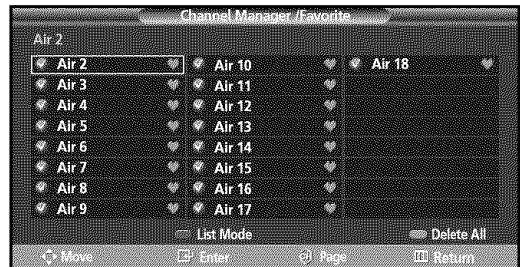 Channel Manager /Favorite
Air 2
Air 2 Air 10 Air 18
Air 3 Air 11
Air 4 Air 12
Air 5 Air 13
Air 6 Air 14
Air 7 Air 15
Air 8 Air 16
Air 9 Air 17
List Mode Delete All
Move Enter Page Return